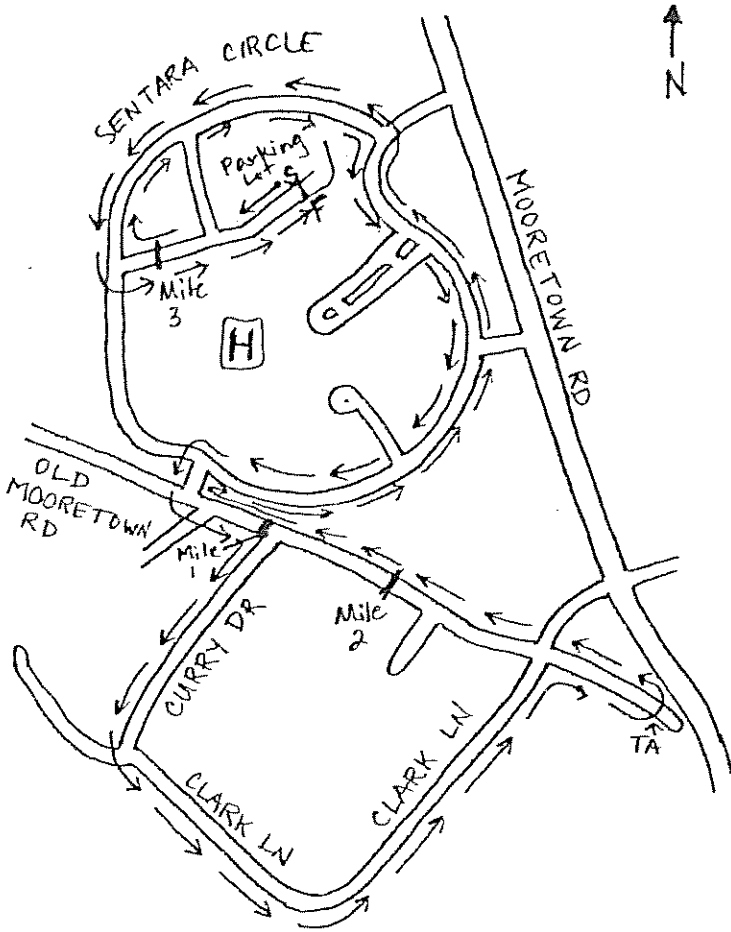 SENTARA CIRCLE
N
Parking
Lot
S
F
MOORETOWN RD
Mile
3
H
OLD
MOORETOWN
RD
Mile
1
Mile
2
CURRY DR
CLARK LN
CLARK LN
TA